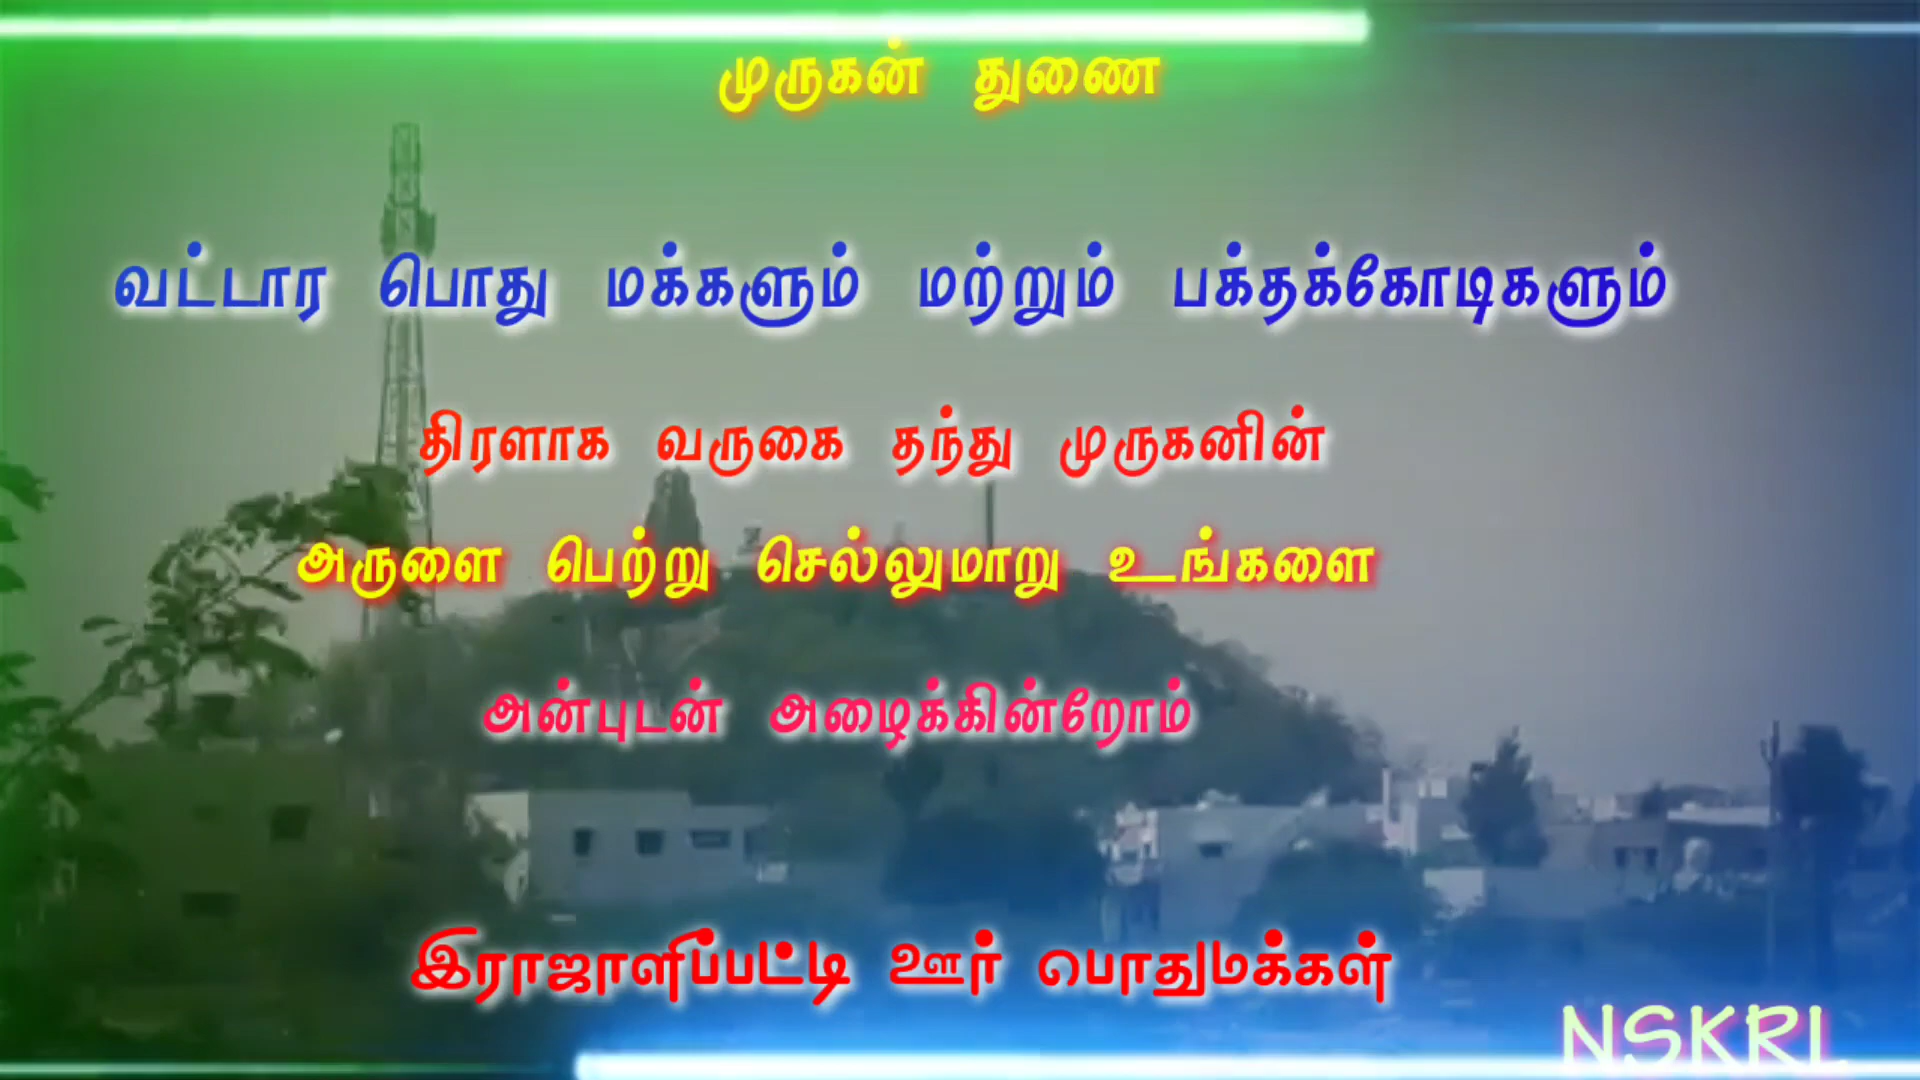 முருகன் துணை
வட்டார பொது மக்களும் மற்றும் பக்தக்கோடிகளும்
திரளாக வருகை தந்து முருகனின்
அருளை பெற்று செல்லுமாறு உங்களை
அன்புடன் அழைக்கின்றோம்
இராஜாளிப்பட்டி ஊர் பொதுமக்கள்
NSKRL